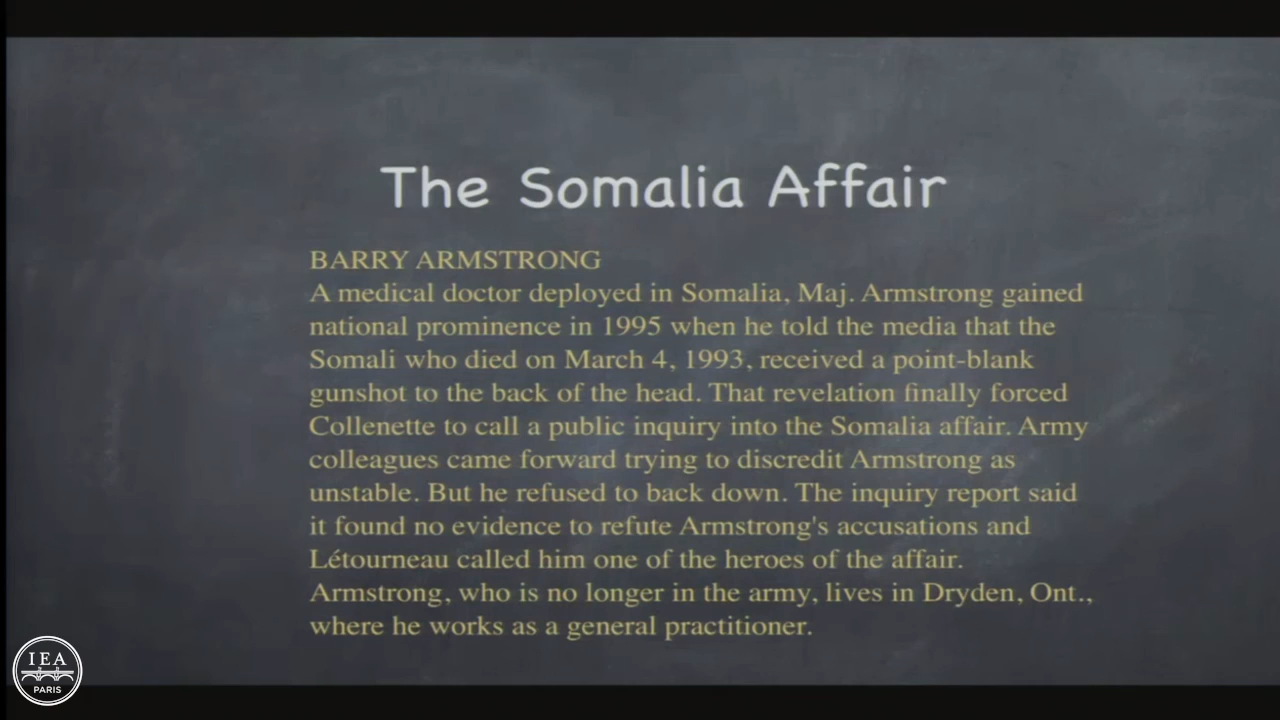 The Somalia Affair
BARRY ARMSTRONG
A medical doctor deployed in Somalia, Maj. Armstrong gained
national prominence in 1995 when he told the media that the
Somali who died on March 4, 1993, received a point-blank
gunshot to the back of the head. That revelation finally forced
Collenette to call a public inquiry into the Somalia affair. Army
colleagues came forward trying to discredit Armstrong as
unstable. But he refused to back down. The inquiry report said
it found no evidence to refute Armstrong's accusations and
Létourneau called him one of the heroes of the affair.
Armstrong, who is no longer in the army, lives in Dryden, Ont.,
where he works as a general practitioner.
IEA
PARIS